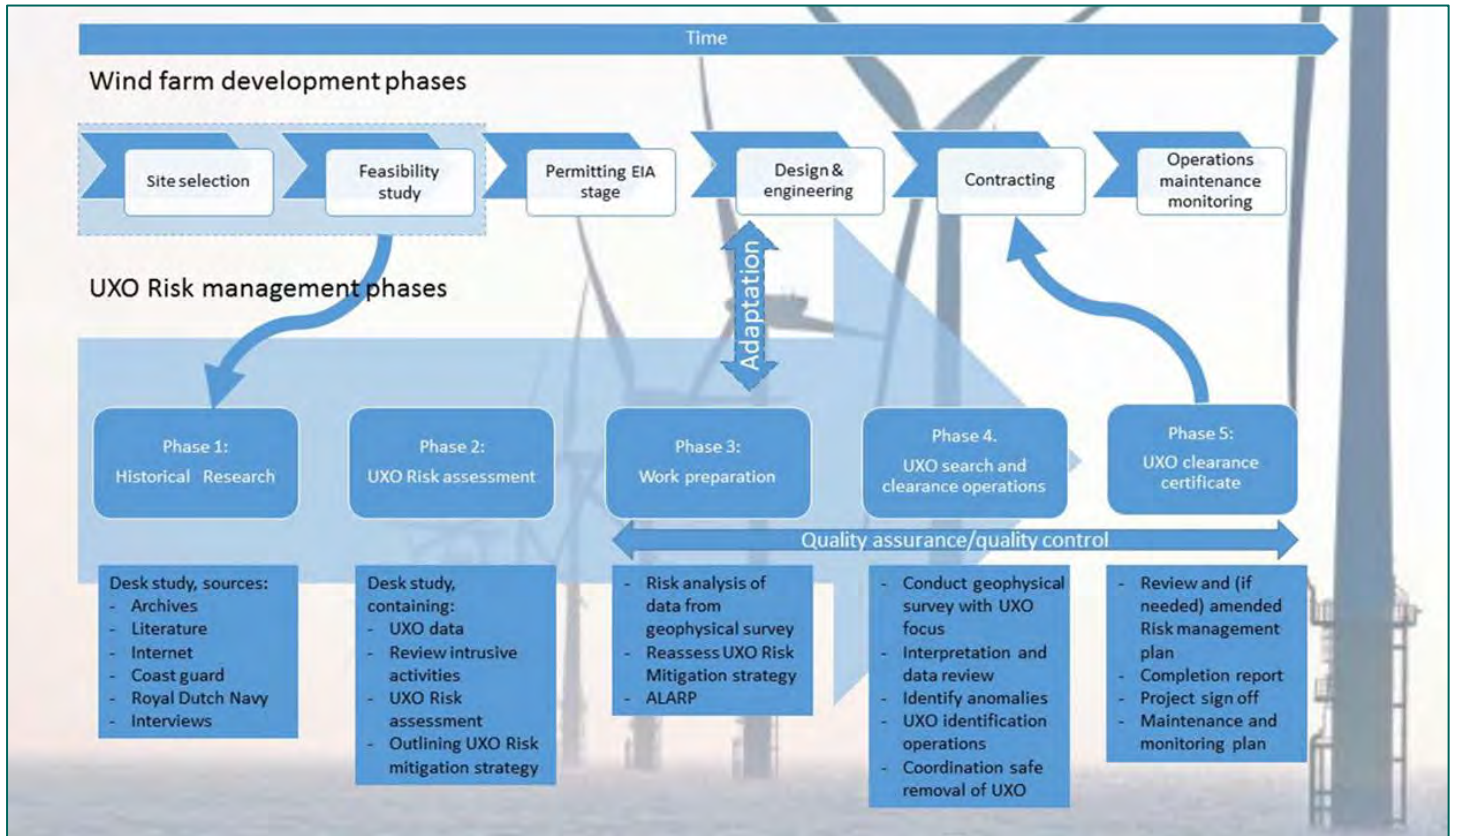 Time
Wind farm development phases
Site selection
Feasibility
study
Permitting EIA
stage
Design &
engineering
Contracting
Operations
maintenance
monitoring
Adaptation
UXO Risk management phases
Phase 1:
Historical Research
Phase 2:
UXO Risk assessment
Phase 3:
Work preparation
Phase 4.
UXO search and
clearance operations
Phase 5:
UXO clearance
certificate
Quality assurance/quality control
Desk study, sources:
- Archives
- Literature
- Internet
- Coast guard
- Royal Dutch Navy
- Interviews
Desk study,
containing:
- UXO data
- Review intrusive
activities
- UXO Risk
assessment
- Outlining UXO Risk
mitigation strategy
- Risk analysis of
data from
geophysical survey
- Reassess UXO Risk
Mitigation strategy
- ALARP
- Conduct geophysical
survey with UXO
focus
- Interpretation and
data review
- Identify anomalies
- UXO identification
operations
- Coordination safe
removal of UXO
- Review and (if
needed) amended
Risk management
plan
- Completion report
- Project sign off
- Maintenance and
monitoring plan